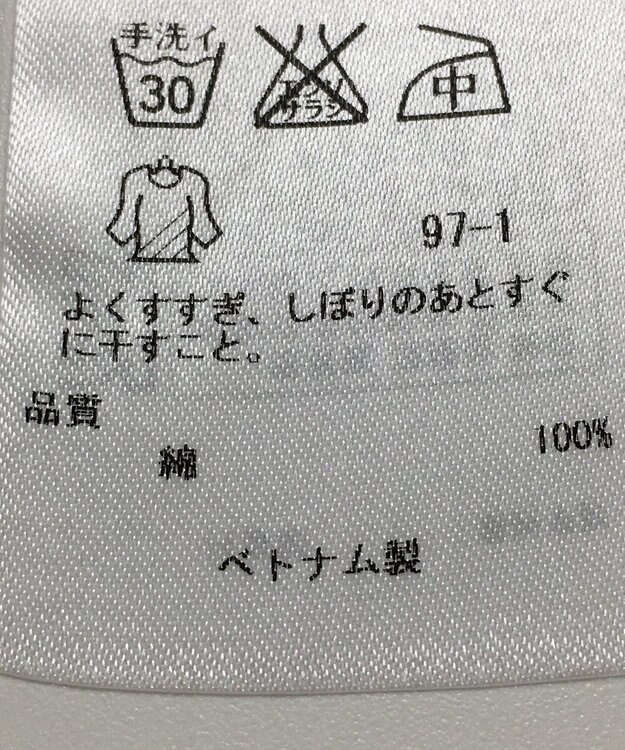 手洗イ
30
エンソ
サラシ
中
97-1
よくすすぎ、しぼりのあとすぐ
に干すこと。
品質
綿 100%
ベトナム製